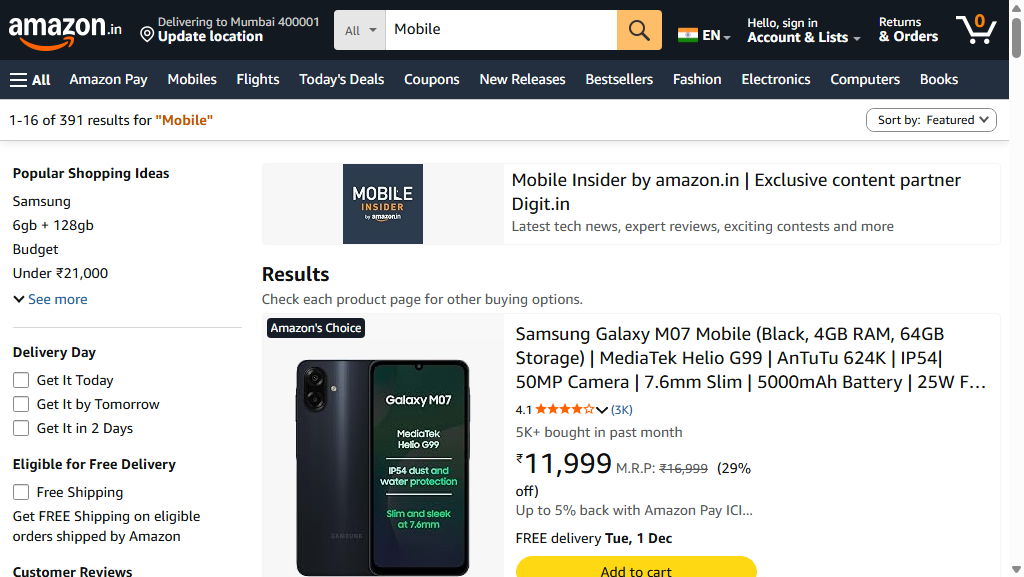 amazon.in
Delivering to Mumbai 400001
Update location
All
Mobile
EN
Hello, sign in
Account & Lists
Returns
& Orders
0
All
Amazon Pay
Mobiles
Flights
Today's Deals
Coupons
New Releases
Bestsellers
Fashion
Electronics
Computers
Books
1-16 of 391 results for "Mobile"
Sort by: Featured
Popular Shopping Ideas
Samsung
6gb + 128gb
Budget
Under ₹21,000
See more
Delivery Day
Get It Today
Get It by Tomorrow
Get It in 2 Days
Eligible for Free Delivery
Free Shipping
Get FREE Shipping on eligible
orders shipped by Amazon
Customer Reviews
MOBILE
INSIDER
by amazon.in
Mobile Insider by amazon.in | Exclusive content partner
Digit.in
Latest tech news, expert reviews, exciting contests and more
Results
Check each product page for other buying options.
Amazon's Choice
Galaxy M07
MediaTek
Helio G99
IP54 dust and
water protection
Slim and sleek
at 7.6mm
SAMSUNG
Samsung Galaxy M07 Mobile (Black, 4GB RAM, 64GB
Storage) | MediaTek Helio G99 | AnTuTu 624K | IP54|
50MP Camera | 7.6mm Slim | 5000mAh Battery | 25W F...
4.1 (3K)
5K+ bought in past month
₹11,999 M.R.P: ₹16,999 (29%
off)
Up to 5% back with Amazon Pay ICI...
FREE delivery Tue, 1 Dec
Add to cart